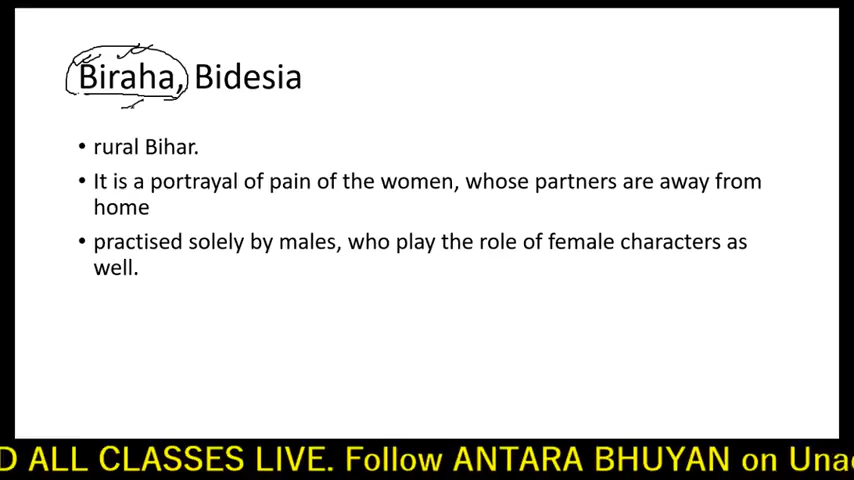 Biraha, Bidesia
• rural Bihar.
• It is a portrayal of pain of the women, whose partners are away from
home
• practised solely by males, who play the role of female characters as
well.
D ALL CLASSES LIVE. Follow ANTARA BHUYAN on Unac